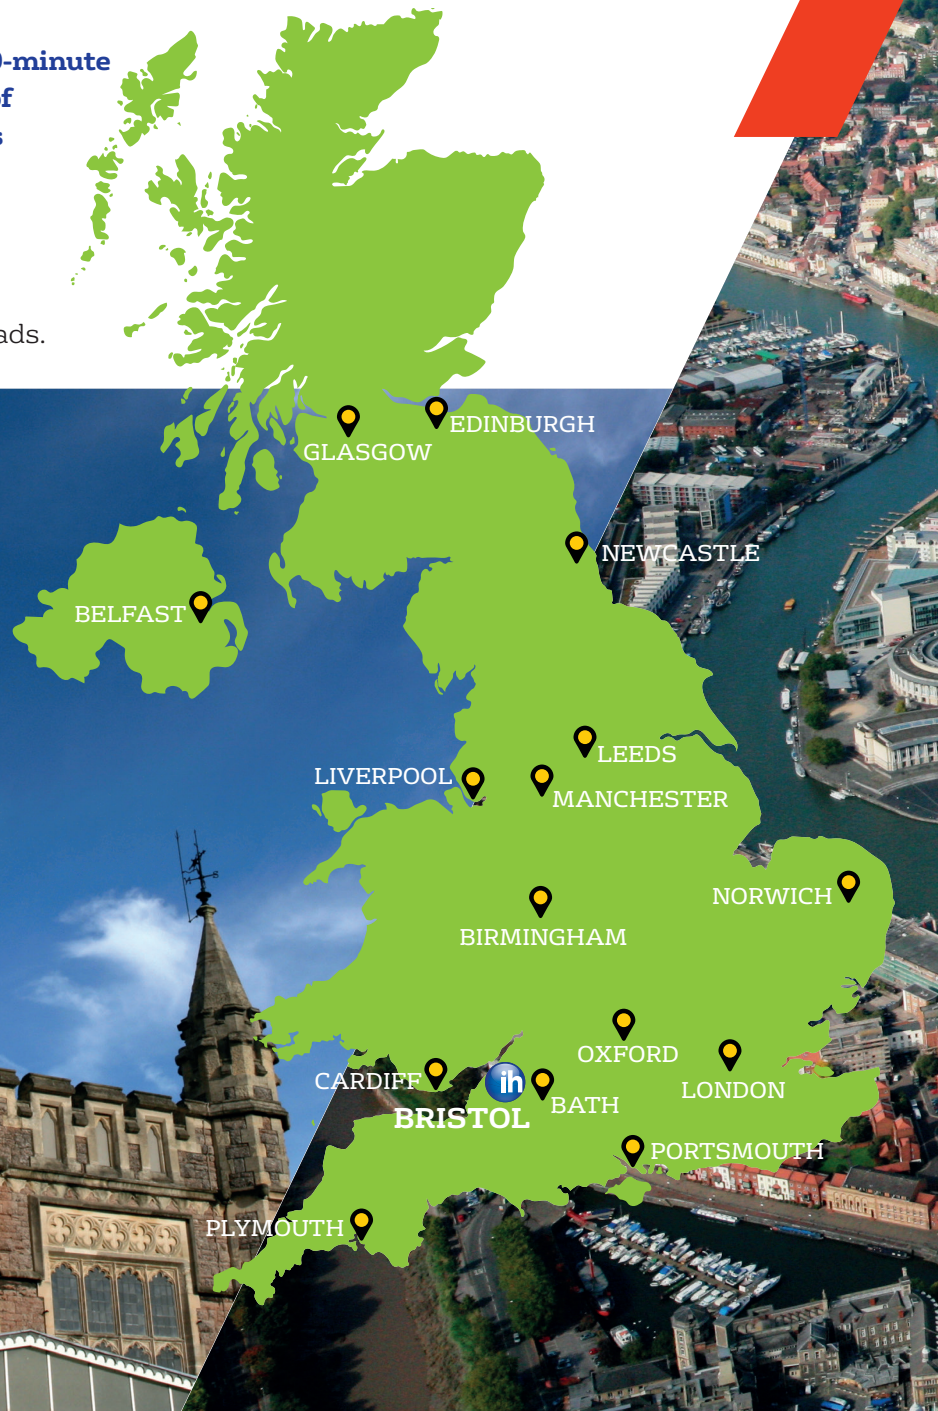 -minute
of
s
ads.
EDINBURGH
GLASGOW
NEWCASTLE
BELFAST
LEEDS
LIVERPOOL
MANCHESTER
NORWICH
BIRMINGHAM
OXFORD
CARDIFF
ih
LONDON
BATH
BRISTOL
PORTSMOUTH
PLYMOUTH